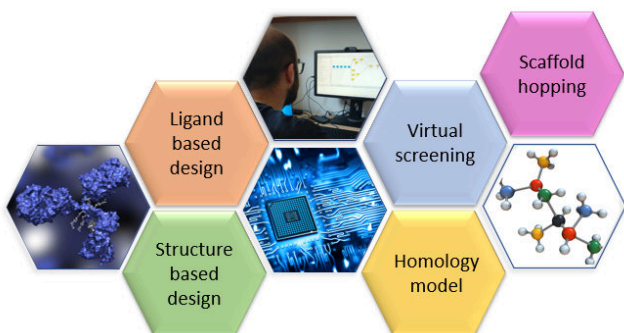 Ligand
based
design
Structure
based
design
Virtual
screening
Homology
model
Scaffold
hopping